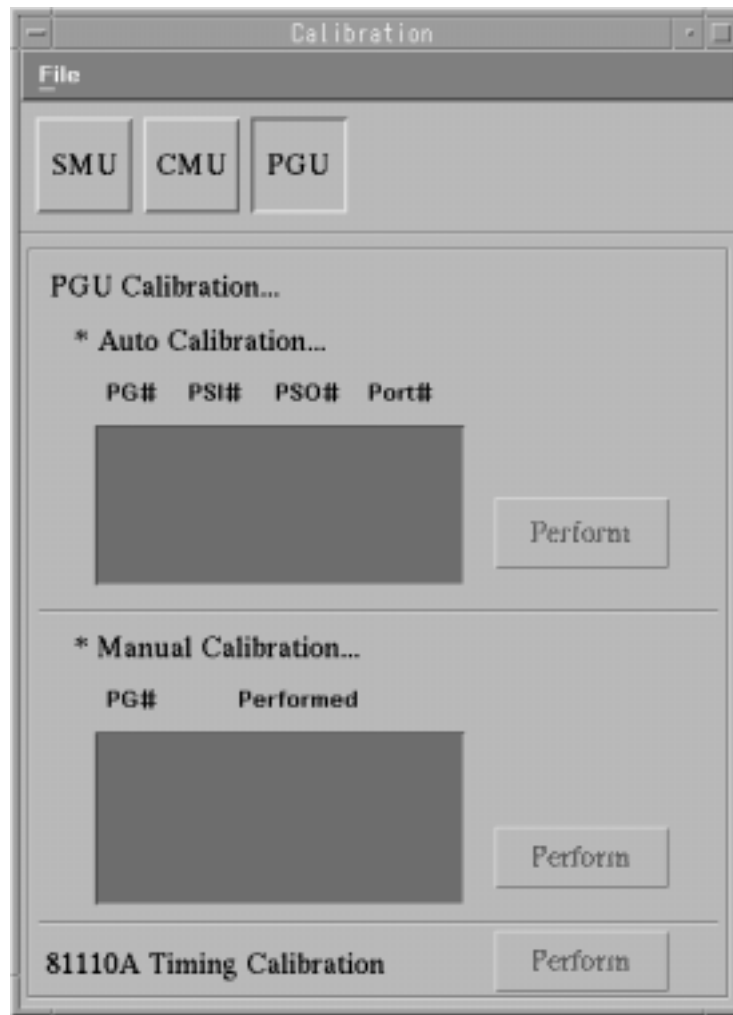 Calibration
File
SMU CMU PGU
PGU Calibration...
* Auto Calibration...
PG# PSI# PSO# Port#
Perform
* Manual Calibration...
PG# Performed
Perform
81110A Timing Calibration Perform